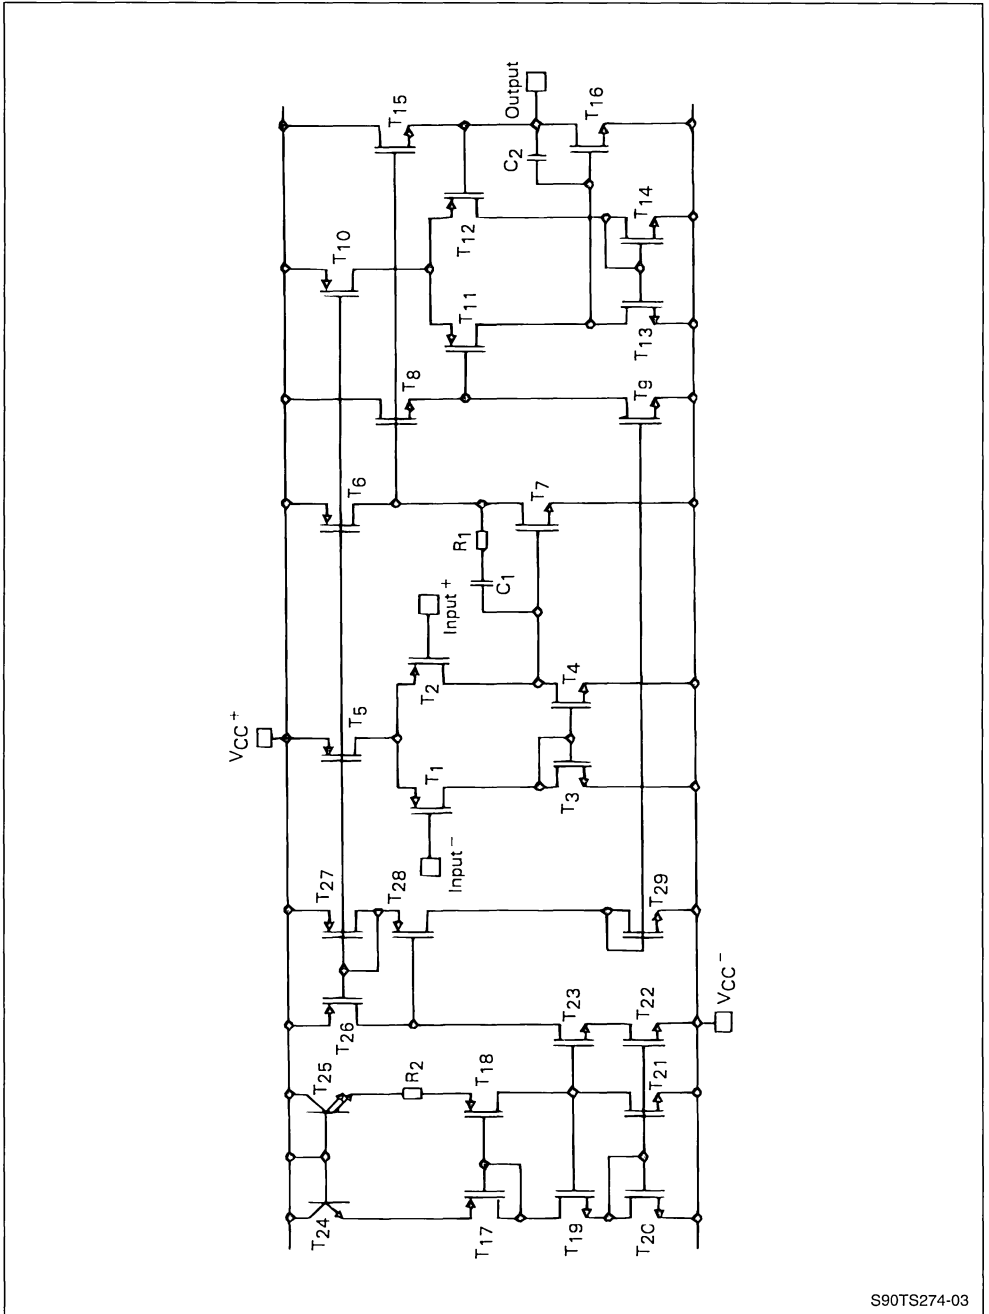 VCC+
VCC-
Input-
Input+
Output
T24
T25
T26
T27
T5
T6
T10
T28
T8
T15
T1
T2
T11
T12
R2
C1
R1
C2
T17
T18
T7
T16
T19
T23
T3
T4
T20
T21
T22
T29
T9
T13
T14
S90TS274-03